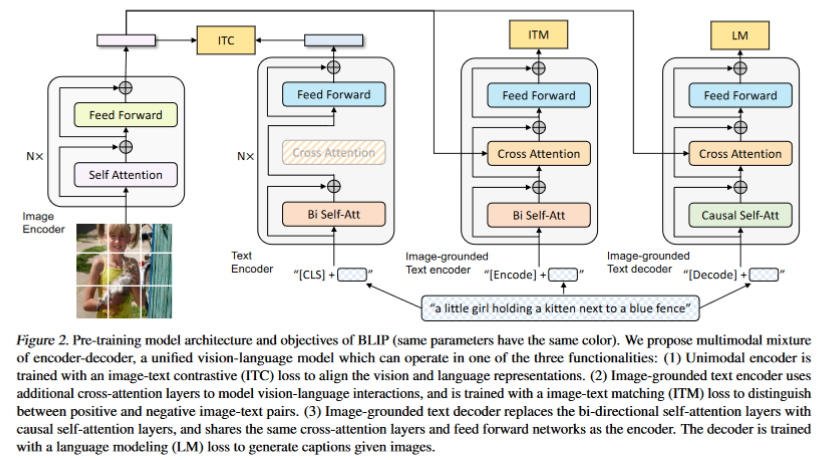 ITC
ITM
LM
Feed Forward
Self Attention
N×
Image
Encoder
Feed Forward
Cross Attention
Bi Self-Att
N×
Text
Encoder
"[CLS] + "
Feed Forward
Cross Attention
Bi Self-Att
Image-grounded
Text encoder
"[Encode] + "
Feed Forward
Cross Attention
Causal Self-Att
Image-grounded
Text decoder
"[Decode] + "
"a little girl holding a kitten next to a blue fence"
Figure 2. Pre-training model architecture and objectives of BLIP (same parameters have the same color). We propose multimodal mixture
of encoder-decoder, a unified vision-language model which can operate in one of the three functionalities: (1) Unimodal encoder is
trained with an image-text contrastive (ITC) loss to align the vision and language representations. (2) Image-grounded text encoder uses
additional cross-attention layers to model vision-language interactions, and is trained with a image-text matching (ITM) loss to distinguish
between positive and negative image-text pairs. (3) Image-grounded text decoder replaces the bi-directional self-attention layers with
causal self-attention layers, and shares the same cross-attention layers and feed forward networks as the encoder. The decoder is trained
with a language modeling (LM) loss to generate captions given images.